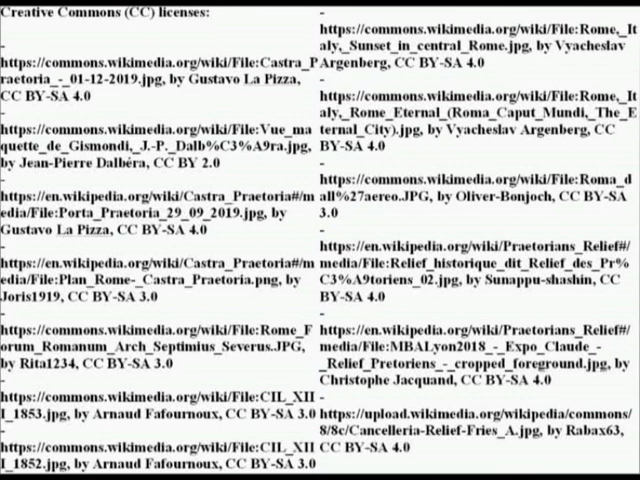 Creative Commons (CC) licenses:
-
https://commons.wikimedia.org/wiki/File:Castra_P
raetoria_-_01-12-2019.jpg, by Gustavo La Pizza,
CC BY-SA 4.0
-
https://commons.wikimedia.org/wiki/File:Vue_ma
quette_de_Gismondi,_J.-P._Dalb%C3%A9ra.jpg,
by Jean-Pierre Dalbéra, CC BY 2.0
-
https://en.wikipedia.org/wiki/Castra_Praetoria#/m
edia/File:Porta_Praetoria_29_09_2019.jpg, by
Gustavo La Pizza, CC BY-SA 4.0
-
https://en.wikipedia.org/wiki/Castra_Praetoria#/m
edia/File:Plan_Rome-_Castra_Praetoria.png, by
Joris1919, CC BY-SA 3.0
-
https://commons.wikimedia.org/wiki/File:Rome_F
orum_Romanum_Arch_Septimius_Severus.JPG,
by Rita1234, CC BY-SA 3.0
-
https://commons.wikimedia.org/wiki/File:CIL_XII
I_1853.jpg, by Arnaud Fafournoux, CC BY-SA 3.0
-
https://commons.wikimedia.org/wiki/File:CIL_XII
I_1852.jpg, by Arnaud Fafournoux, CC BY-SA 3.0
-
https://commons.wikimedia.org/wiki/File:Rome,_It
aly,_Sunset_in_central_Rome.jpg, by Vyacheslav
Argenberg, CC BY-SA 4.0
-
https://commons.wikimedia.org/wiki/File:Rome,_It
aly,_Rome_Eternal_(Roma_Caput_Mundi,_The_E
ternal_City).jpg, by Vyacheslav Argenberg, CC
BY-SA 4.0
-
https://commons.wikimedia.org/wiki/File:Roma_d
all%27aereo.JPG, by Oliver-Bonjoch, CC BY-SA
3.0
-
https://en.wikipedia.org/wiki/Praetorians_Relief#/
media/File:Relief_historique_dit_Relief_des_Pr%
C3%A9toriens_02.jpg, by Sunappu-shashin, CC
BY-SA 4.0
-
https://en.wikipedia.org/wiki/Praetorians_Relief#/
media/File:MBALyon2018_-_Expo_Claude_-
_Relief_Pretoriens_-_cropped_foreground.jpg, by
Christophe Jacquand, CC BY-SA 4.0
-
https://upload.wikimedia.org/wikipedia/commons/
8/8c/Cancelleria-Relief-Fries_A.jpg, by Rabax63,
CC BY-SA 4.0